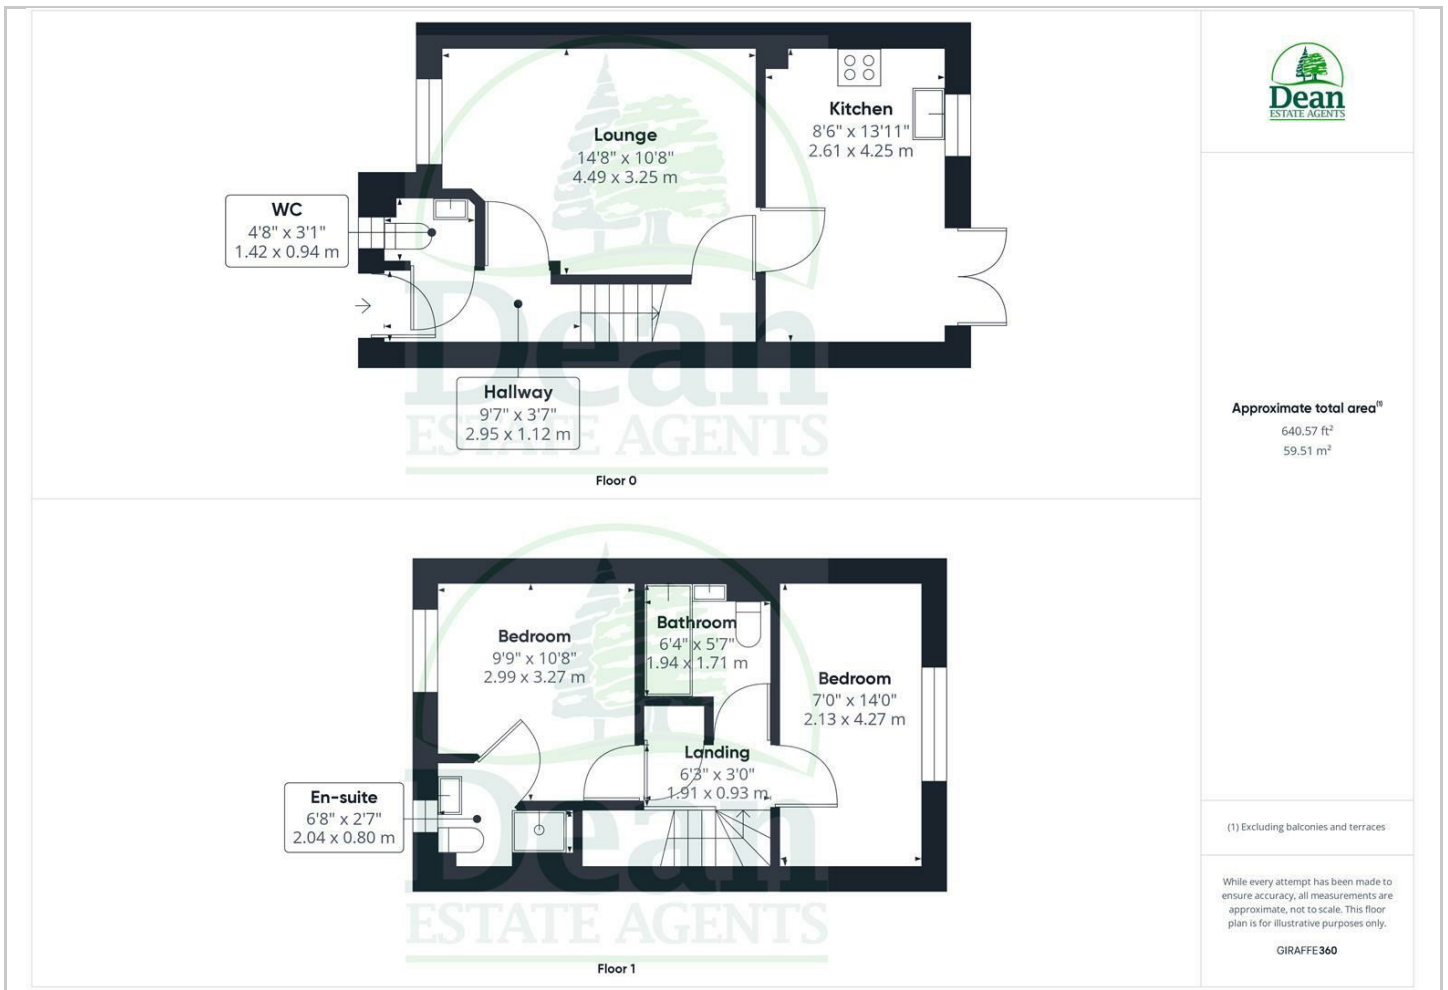 Lounge
14'8" x 10'8"
4.49 x 3.25 m
Kitchen
8'6" x 13'11"
2.61 x 4.25 m
WC
4'8" x 3'1"
1.42 x 0.94 m
Hallway
9'7" x 3'7"
2.95 x 1.12 m
Dean
ESTATE AGENTS
Floor 0
Bedroom
9'9" x 10'8"
2.99 x 3.27 m
Bathroom
6'4" x 5'7"
1.94 x 1.71 m
Bedroom
7'0" x 14'0"
2.13 x 4.27 m
Landing
6'3" x 3'0"
1.91 x 0.93 m
En-suite
6'8" x 2'7"
2.04 x 0.80 m
Dean
ESTATE AGENTS
Floor 1
Dean
ESTATE AGENTS
Approximate total area⁽¹⁾
640.57 ft²
59.51 m²
(1) Excluding balconies and terraces
While every attempt has been made to
ensure accuracy, all measurements are
approximate, not to scale. This floor
plan is for illustrative purposes only.
GIRAFFE360